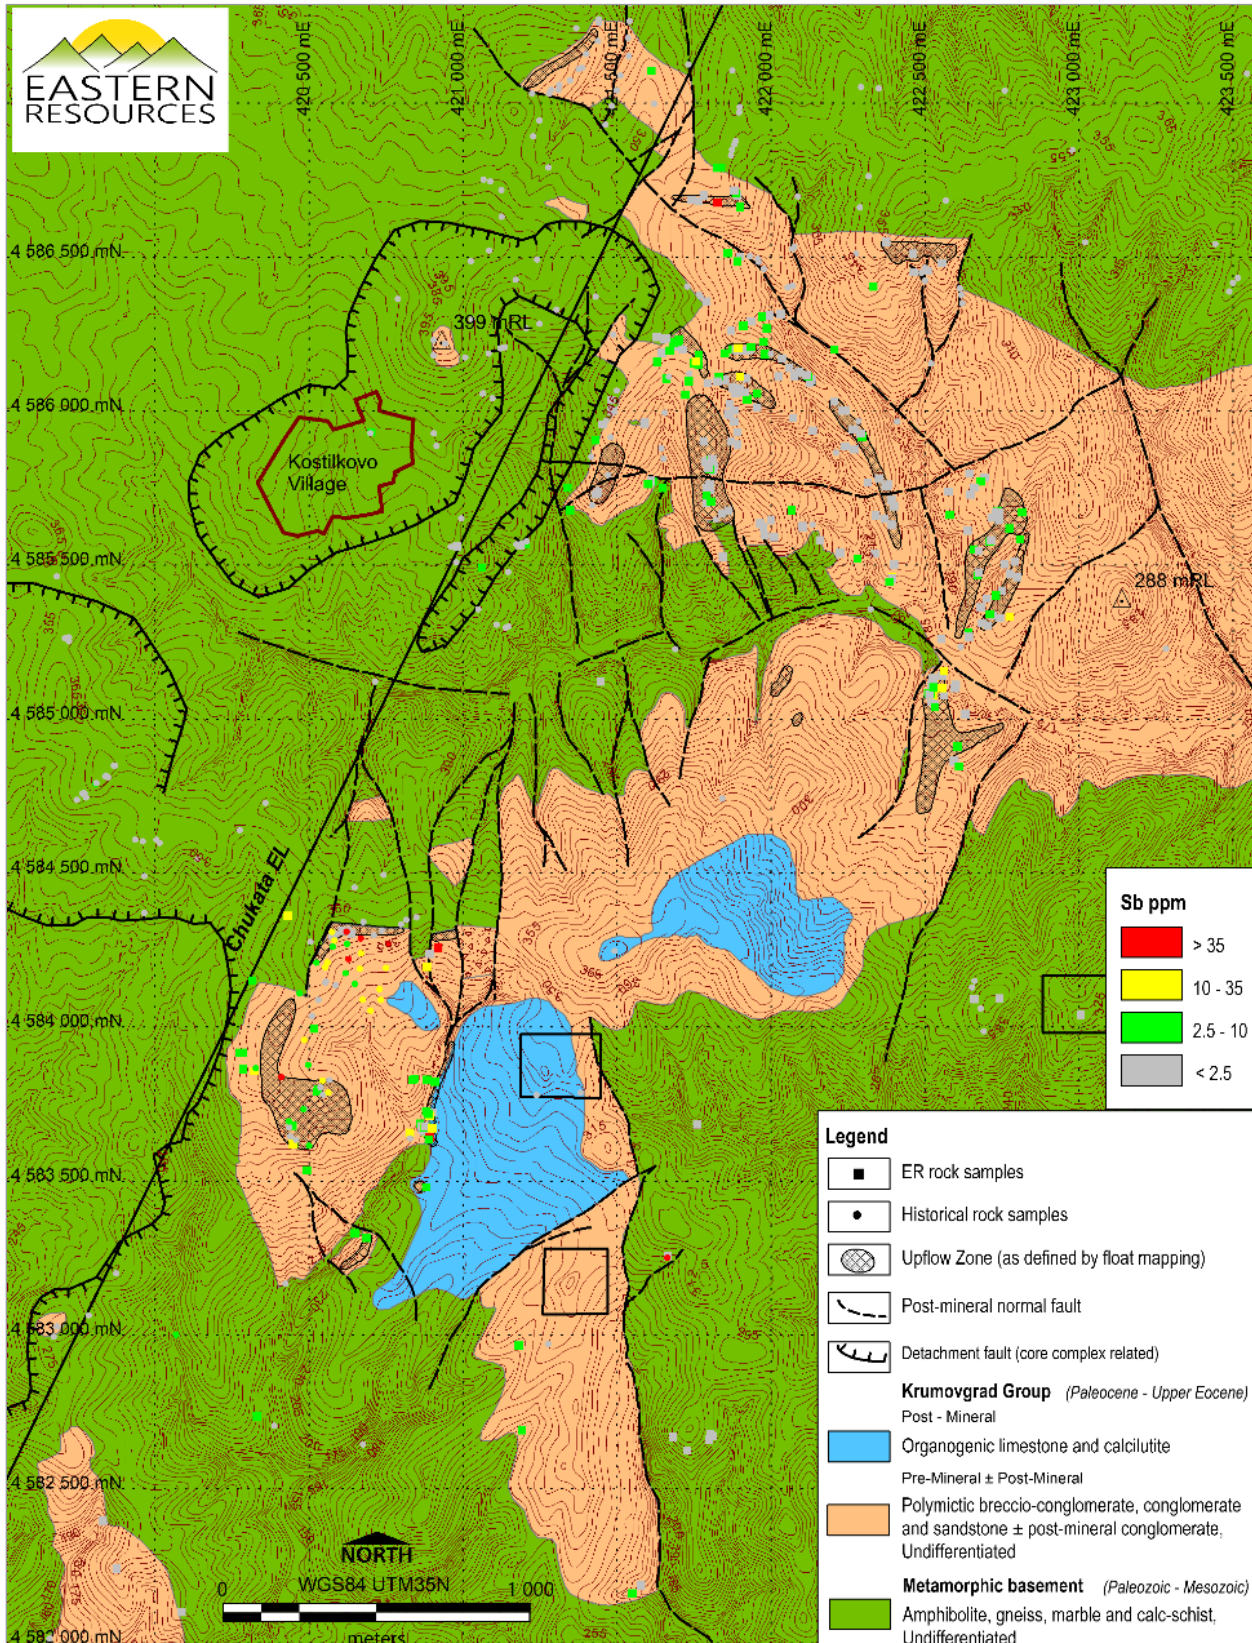 EASTERN
RESOURCES
420 500 mE
421 000 mE
422 000 mE
422 500 mE
423 000 mE
423 500 mE
4 586 500 mN
399 mRL
4 586 000 mN
Kostilkovo
Village
4 585 500 mN
288 mRL
4 585 000 mN
4 584 500 mN
Chukata EL
4 584 000 mN
4 583 500 mN
4 583 000 mN
4 582 500 mN
Sb ppm
> 35
10 - 35
2.5 - 10
< 2.5
Legend
ER rock samples
Historical rock samples
Upflow Zone (as defined by float mapping)
Post-mineral normal fault
Detachment fault (core complex related)
Krumovgrad Group (Paleocene - Upper Eocene)
Post - Mineral
Organogenic limestone and calcilutite
Pre-Mineral ± Post-Mineral
Polymictic breccio-conglomerate, conglomerate
and sandstone ± post-mineral conglomerate,
Undifferentiated
Metamorphic basement (Paleozoic - Mesozoic)
Amphibolite, gneiss, marble and calc-schist,
Undifferentiated
NORTH
WGS84 UTM35N
0 1 000
meters